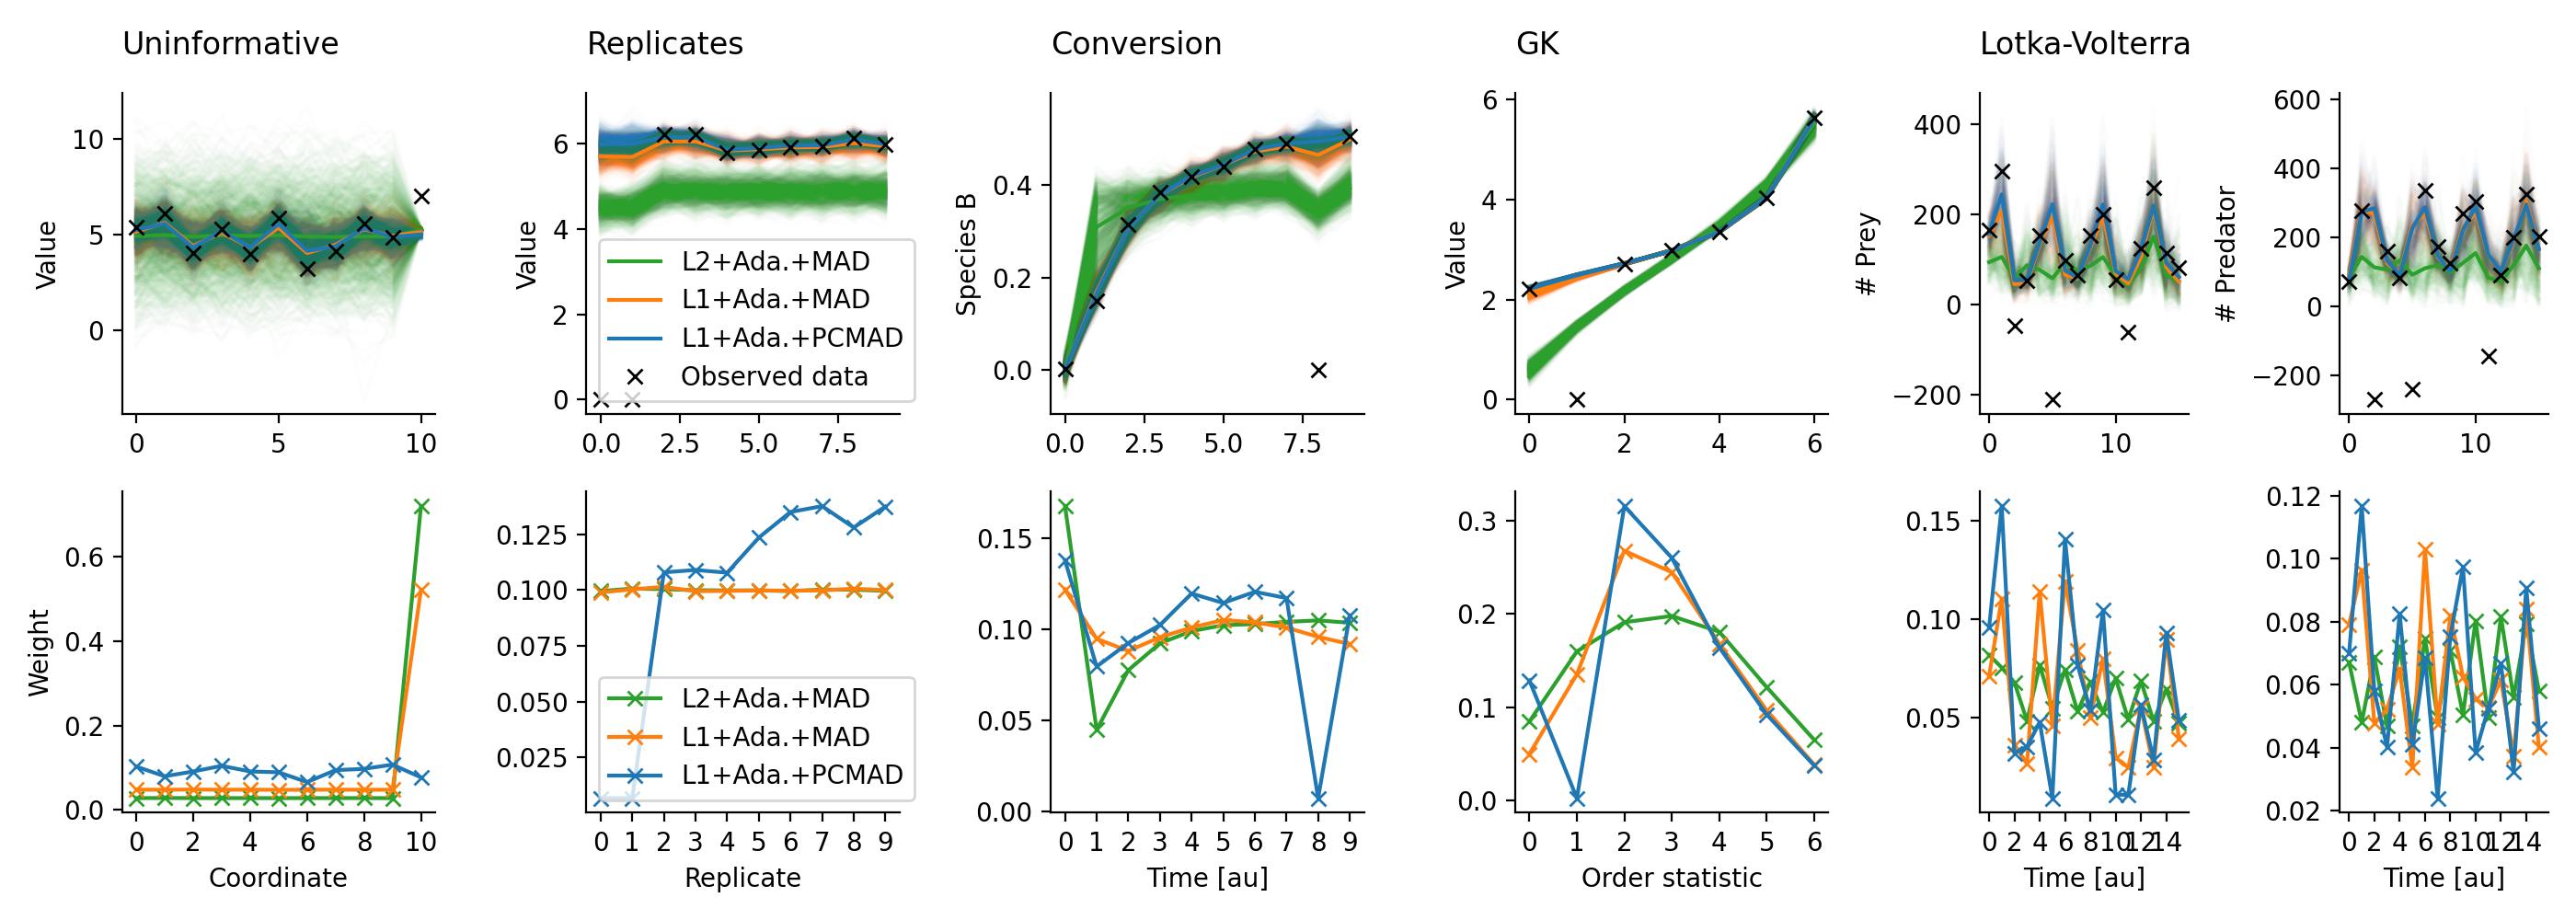 Uninformative
Replicates
Conversion
GK
Lotka-Volterra
Value
10
5
0
0
5
10
Value
6
4
2
0
0.0
2.5
5.0
7.5
L2+Ada.+MAD
L1+Ada.+MAD
L1+Ada.+PCMAD
Observed data
Species B
0.4
0.2
0.0
0.0
2.5
5.0
7.5
Value
6
4
2
0
0
2
4
6
# Prey
400
200
0
−200
0
10
# Predator
600
400
200
0
−200
0
10
Weight
0.6
0.4
0.2
0.0
0 2 4 6 8 10
Coordinate
0.125
0.100
0.075
0.050
0.025
L2+Ada.+MAD
L1+Ada.+MAD
L1+Ada.+PCMAD
0 1 2 3 4 5 6 7 8 9
Replicate
0.15
0.10
0.05
0.00
0 1 2 3 4 5 6 7 8 9
Time [au]
0.3
0.2
0.1
0.0
0 1 2 3 4 5 6
Order statistic
0.15
0.10
0.05
0 2 4 6 8 10 12 14
Time [au]
0.12
0.10
0.08
0.06
0.04
0.02
0 2 4 6 8 10 12 14
Time [au]